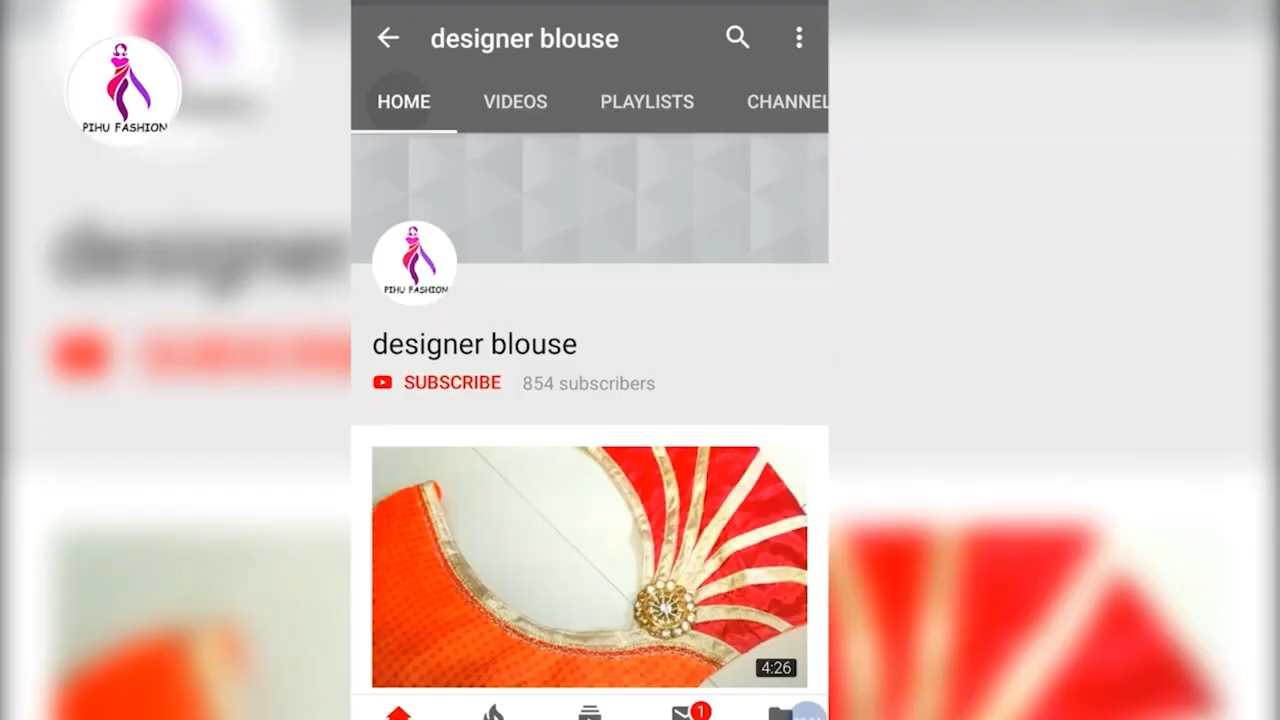 PIHU FASHION
designer blouse
HOME VIDEOS PLAYLISTS CHANNEL
PIHU FASHION
designer blouse
SUBSCRIBE 854 subscribers
4:26
1